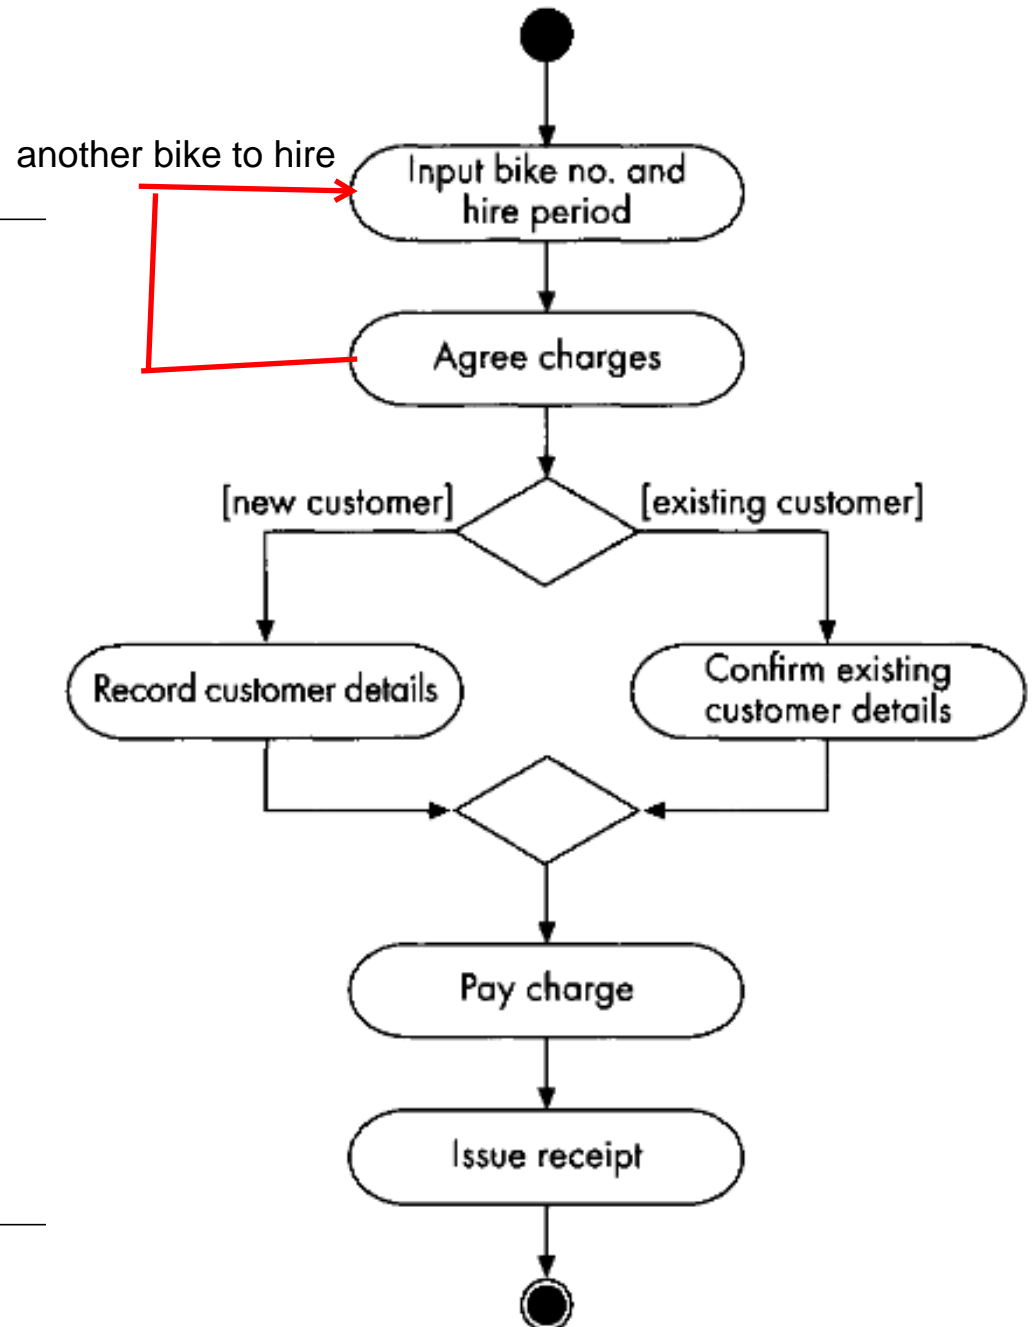 another bike to hire
Input bike no. and
hire period
Agree charges
[new customer]
[existing customer]
Record customer details
Confirm existing
customer details
Pay charge
Issue receipt